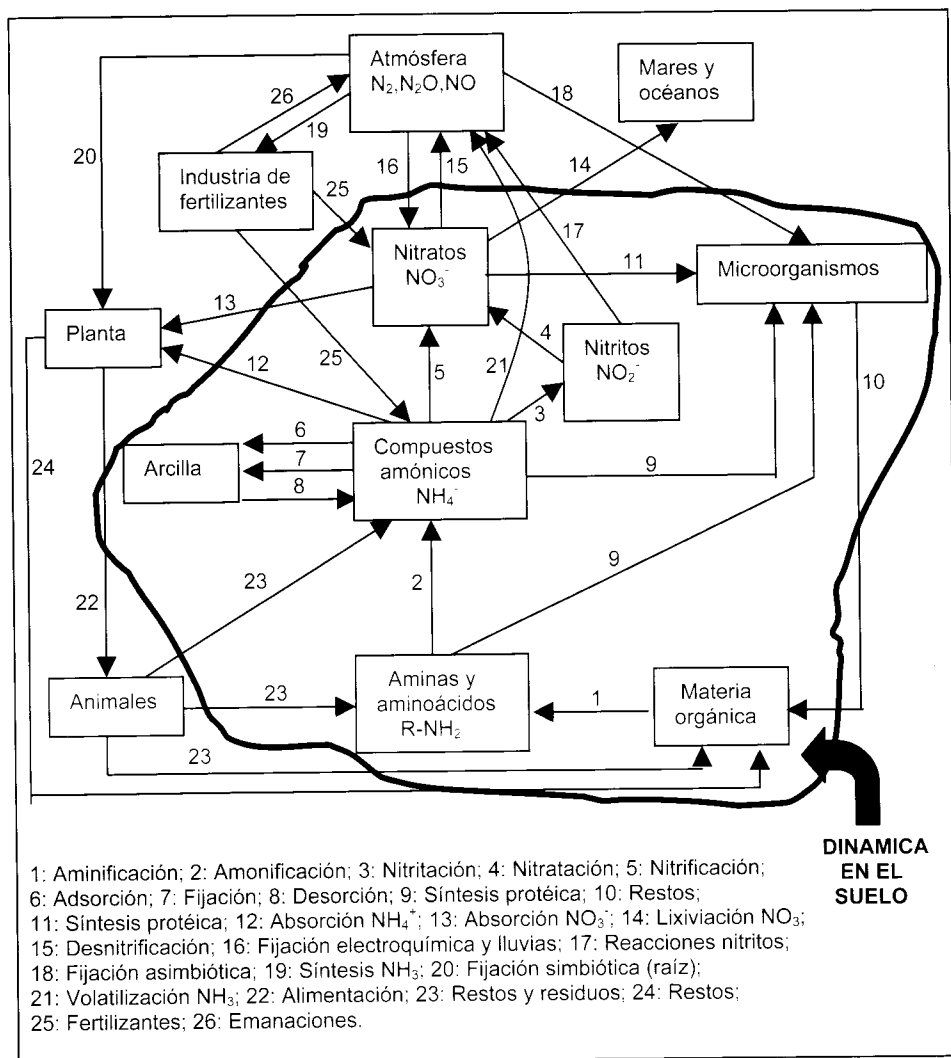 Atmósfera
N₂,N₂O,NO
Mares y
océanos
26
19
18
20
Industria de
fertilizantes
25
16
15
14
17
Nitratos
NO₃⁻
11
Microorganismos
13
Planta
4
Nitritos
NO₂⁻
12
25
5
21
3
10
6
Compuestos
amónicos
NH₄⁻
Arcilla
7
8
9
24
23
2
9
22
Animales
23
Aminas y
aminoácidos
R-NH₂
1
Materia
orgánica
23
DINAMICA
EN EL
SUELO
1: Aminificación; 2: Amonificación; 3: Nitritación; 4: Nitratación; 5: Nitrificación;
6: Adsorción; 7: Fijación; 8: Desorción; 9: Síntesis protéica; 10: Restos;
11: Síntesis protéica; 12: Absorción NH₄⁺; 13: Absorción NO₃⁻; 14: Lixiviación NO₃;
15: Desnitrificación; 16: Fijación electroquímica y lluvias; 17: Reacciones nitritos;
18: Fijación asimbiótica; 19: Síntesis NH₃; 20: Fijación simbiótica (raíz);
21: Volatilización NH₃; 22: Alimentación; 23: Restos y residuos; 24: Restos;
25: Fertilizantes; 26: Emanaciones.